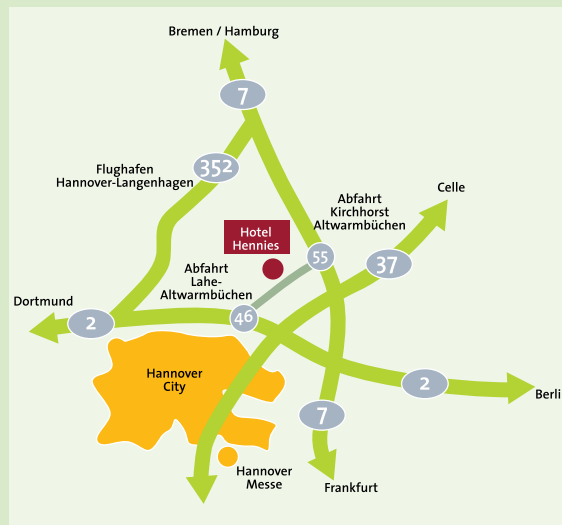 Bremen / Hamburg
7
352
Flughafen
Hannover-Langenhagen
Celle
Abfahrt
Kirchhorst
Altwarmbüchen
Hotel
Hennies
55
37
Abfahrt
Lahe-
Altwarmbüchen
Dortmund
2
46
Hannover
City
2
Berli
7
Hannover
Messe
Frankfurt